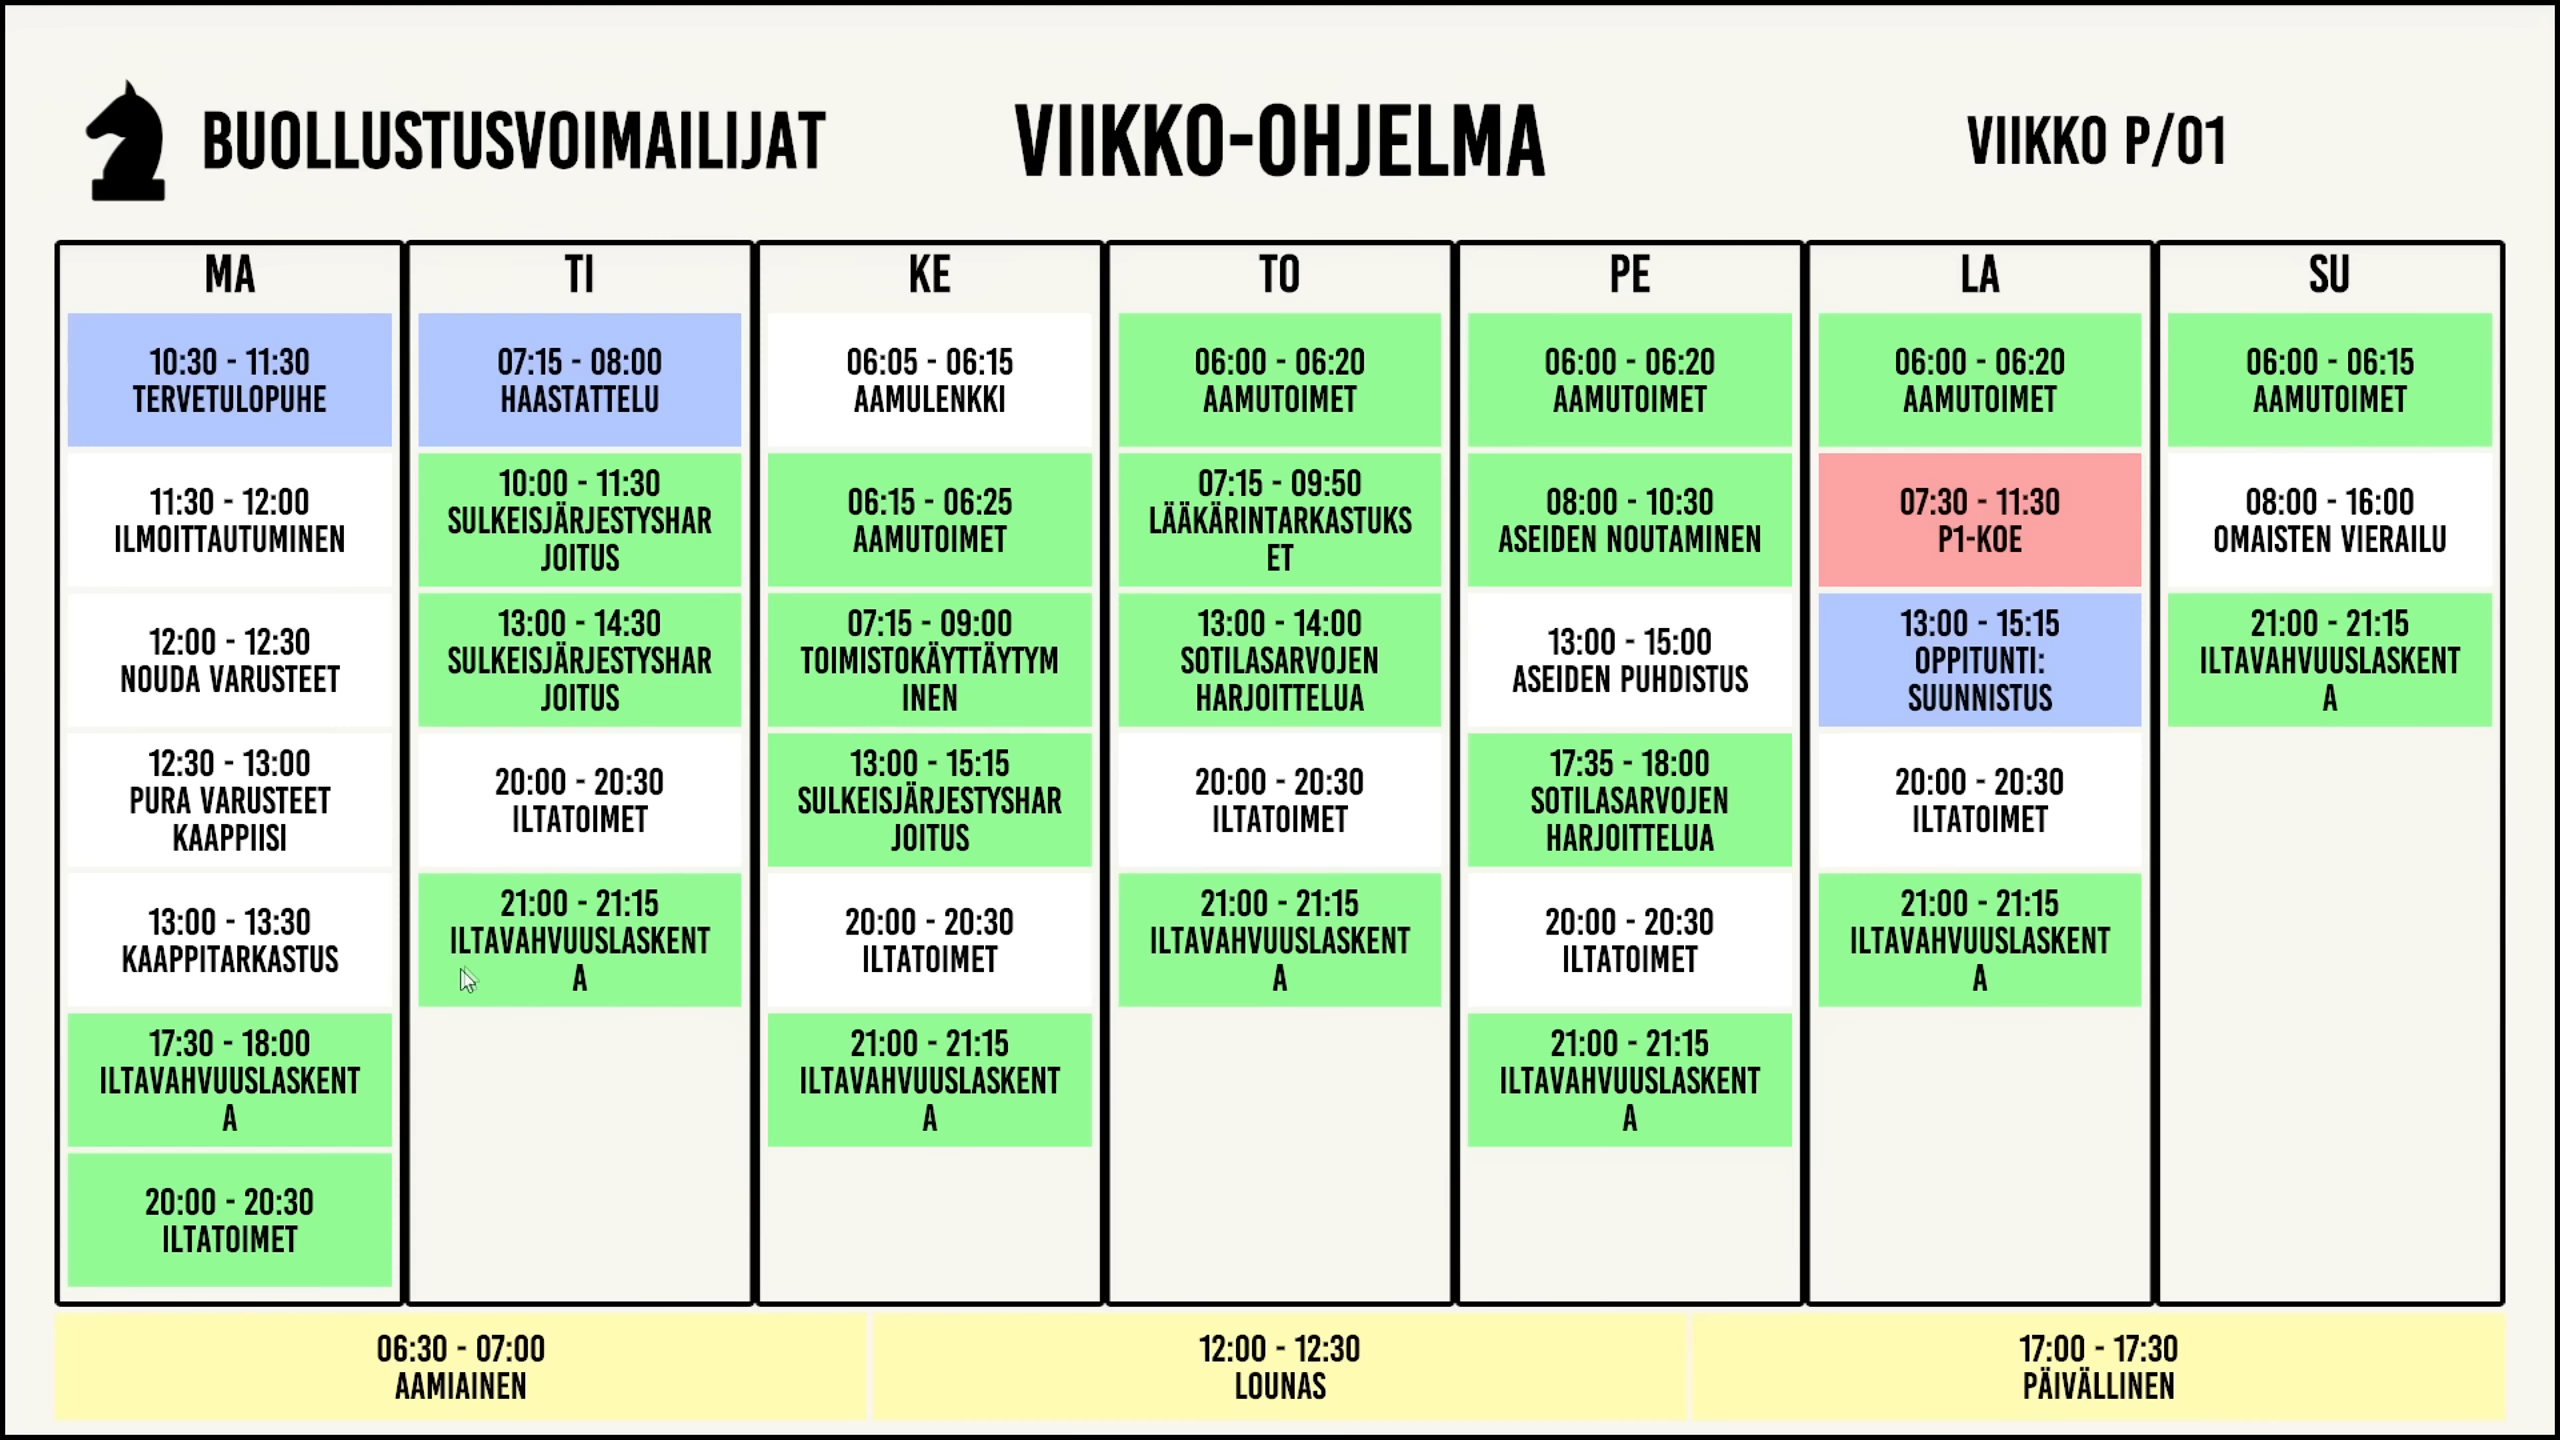 BUOLLUSTUSVOIMAILIJAT
VIIKKO-OHJELMA
VIIKKO P/01
MA
10:30 - 11:30
TERVETULOPUHE
11:30 - 12:00
ILMOITTAUTUMINEN
12:00 - 12:30
NOUDA VARUSTEET
12:30 - 13:00
PURA VARUSTEET
KAAPPIISI
13:00 - 13:30
KAAPPITARKASTUS
17:30 - 18:00
ILTAVAHVUUSLASKENT
A
20:00 - 20:30
ILTATOIMET
TI
07:15 - 08:00
HAASTATTELU
10:00 - 11:30
SULKEISJÄRJESTYSHAR
JOITUS
13:00 - 14:30
SULKEISJÄRJESTYSHAR
JOITUS
20:00 - 20:30
ILTATOIMET
21:00 - 21:15
ILTAVAHVUUSLASKENT
A
KE
06:05 - 06:15
AAMULENKKI
06:15 - 06:25
AAMUTOIMET
07:15 - 09:00
TOIMISTOKÄYTTÄYTYM
INEN
13:00 - 15:15
SULKEISJÄRJESTYSHAR
JOITUS
20:00 - 20:30
ILTATOIMET
21:00 - 21:15
ILTAVAHVUUSLASKENT
A
TO
06:00 - 06:20
AAMUTOIMET
07:15 - 09:50
LÄÄKÄRINTARKASTUKS
ET
13:00 - 14:00
SOTILASARVOJEN
HARJOITTELUA
20:00 - 20:30
ILTATOIMET
21:00 - 21:15
ILTAVAHVUUSLASKENT
A
PE
06:00 - 06:20
AAMUTOIMET
08:00 - 10:30
ASEIDEN NOUTAMINEN
13:00 - 15:00
ASEIDEN PUHDISTUS
17:35 - 18:00
SOTILASARVOJEN
HARJOITTELUA
20:00 - 20:30
ILTATOIMET
21:00 - 21:15
ILTAVAHVUUSLASKENT
A
LA
06:00 - 06:20
AAMUTOIMET
07:30 - 11:30
P1-KOE
13:00 - 15:15
OPPITUNTI:
SUUNNISTUS
20:00 - 20:30
ILTATOIMET
21:00 - 21:15
ILTAVAHVUUSLASKENT
A
SU
06:00 - 06:15
AAMUTOIMET
08:00 - 16:00
OMAISTEN VIERAILU
21:00 - 21:15
ILTAVAHVUUSLASKENT
A
06:30 - 07:00
AAMIAINEN
12:00 - 12:30
LOUNAS
17:00 - 17:30
PÄIVÄLLINEN